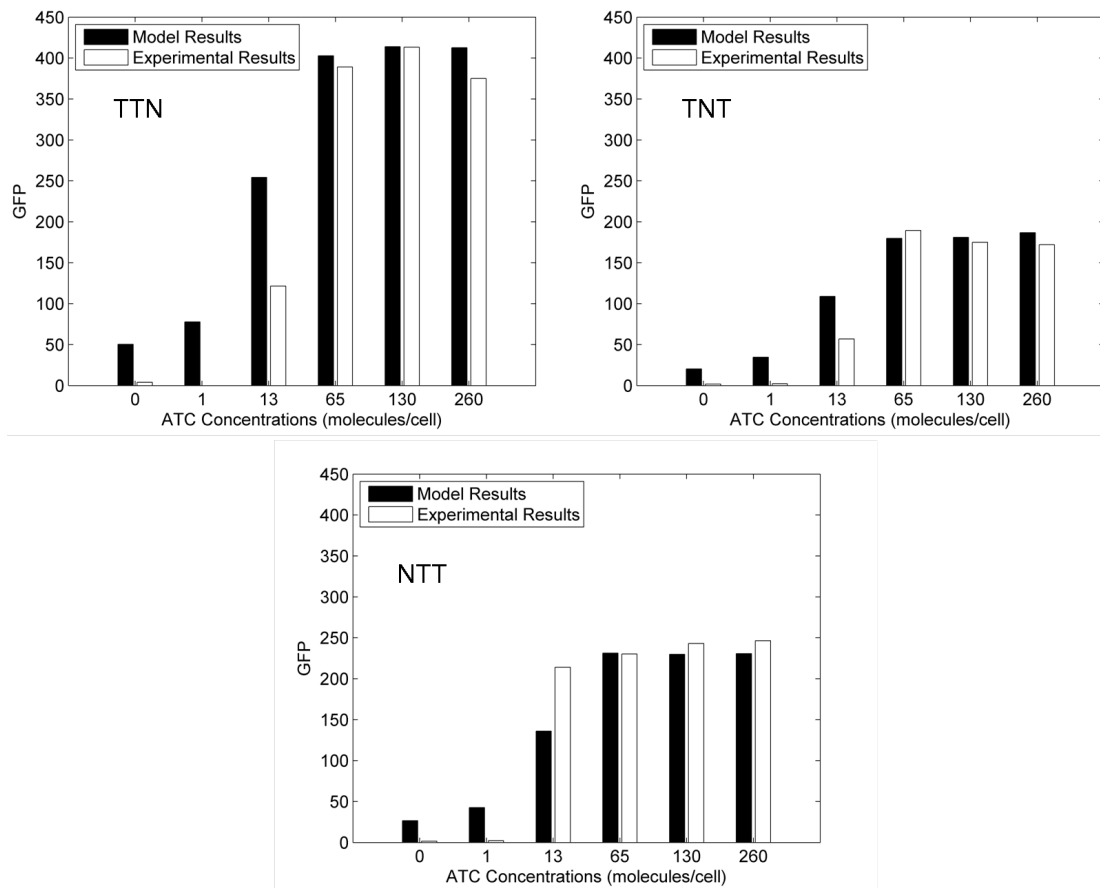 450
400
350
300
250
200
150
100
50
0
GFP
Model Results
Experimental Results
TTN
0 1 13 65 130 260
ATC Concentrations (molecules/cell)
450
400
350
300
250
200
150
100
50
0
GFP
Model Results
Experimental Results
TNT
0 1 13 65 130 260
ATC Concentrations (molecules/cell)
450
400
350
300
250
200
150
100
50
0
GFP
Model Results
Experimental Results
NTT
0 1 13 65 130 260
ATC Concentrations (molecules/cell)